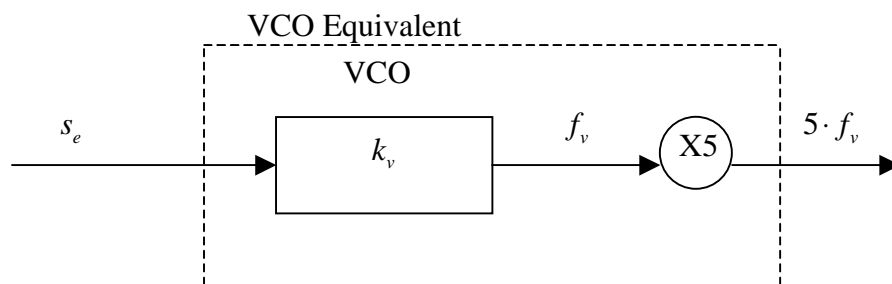 VCO Equivalent
VCO
s_e
k_v
f_v
X5
5 · f_v